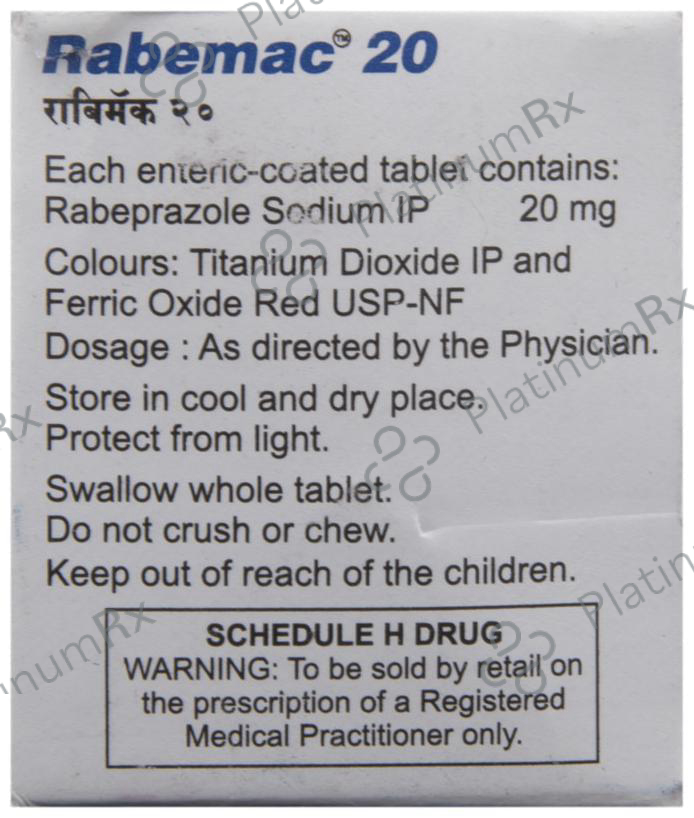 Rabemac™ 20
राबिमॅक २०
Each enteric-coated tablet contains:
Rabeprazole Sodium IP 20 mg
Colours: Titanium Dioxide IP and
Ferric Oxide Red USP-NF
Dosage : As directed by the Physician.
Store in cool and dry place.
Protect from light.
Swallow whole tablet.
Do not crush or chew.
Keep out of reach of the children.
SCHEDULE H DRUG
WARNING: To be sold by retail on
the prescription of a Registered
Medical Practitioner only.
PlatinumRx
PlatinumRx